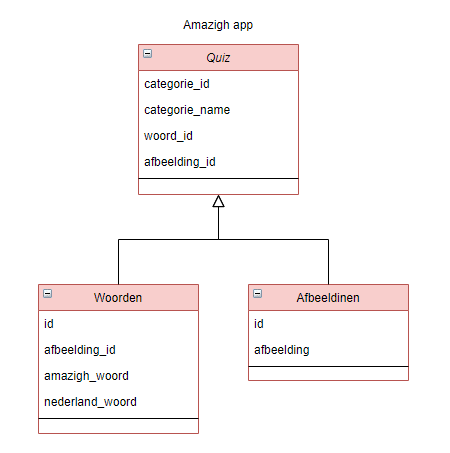 Amazigh app
Quiz
categorie_id
categorie_name
woord_id
afbeelding_id
Woorden
id
afbeelding_id
amazigh_woord
nederland_woord
Afbeeldinen
id
afbeelding